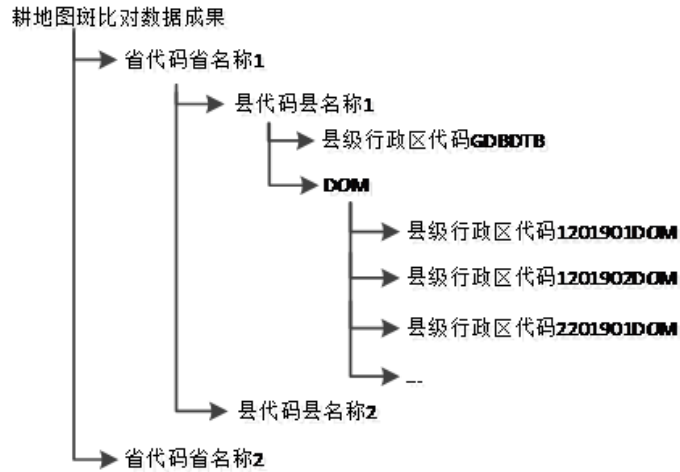 耕地图斑比对数据成果
省代码省名称1
县代码县名称1
县级行政区代码GDBDTB
DOM
县级行政区代码1201901DOM
县级行政区代码1201902DOM
县级行政区代码2201901DOM
...
县代码县名称2
省代码省名称2